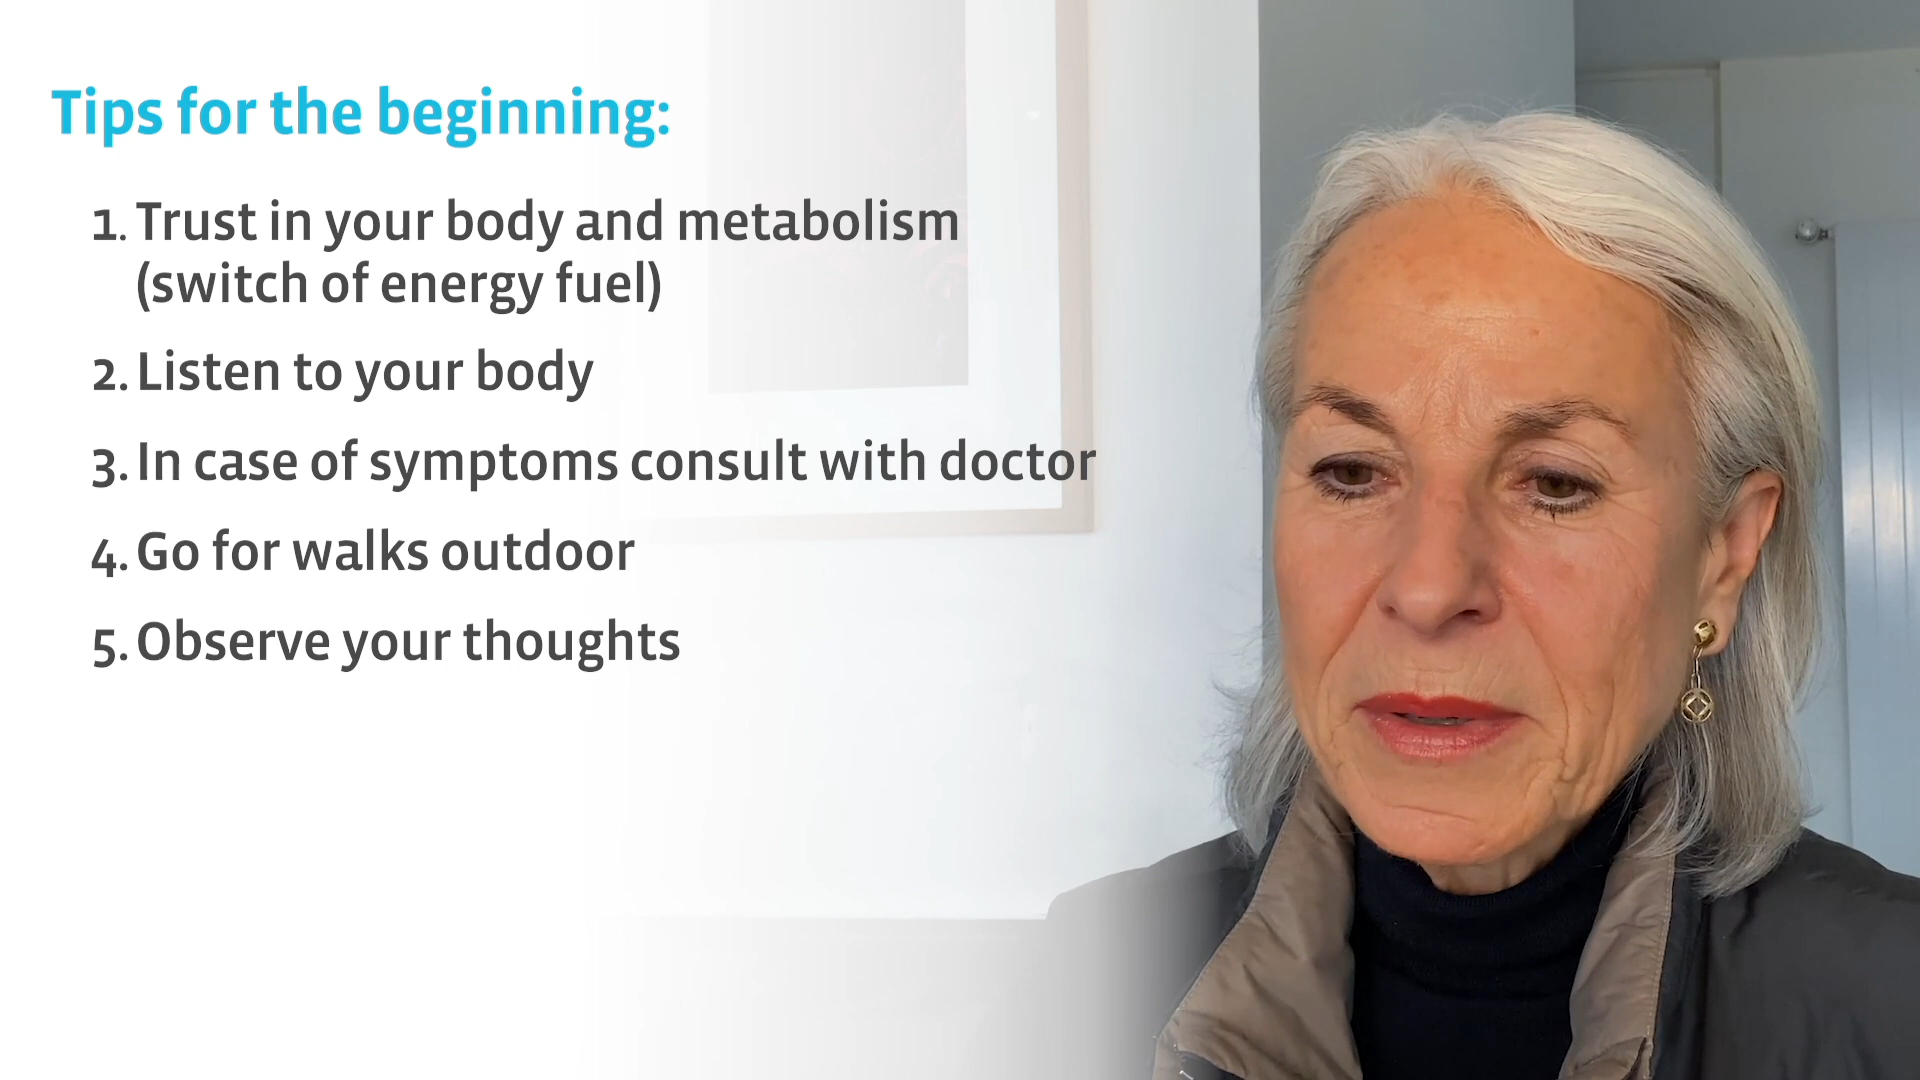 Tips for the beginning:
1. Trust in your body and metabolism
(switch of energy fuel)
2. Listen to your body
3. In case of symptoms consult with doctor
4. Go for walks outdoor
5. Observe your thoughts